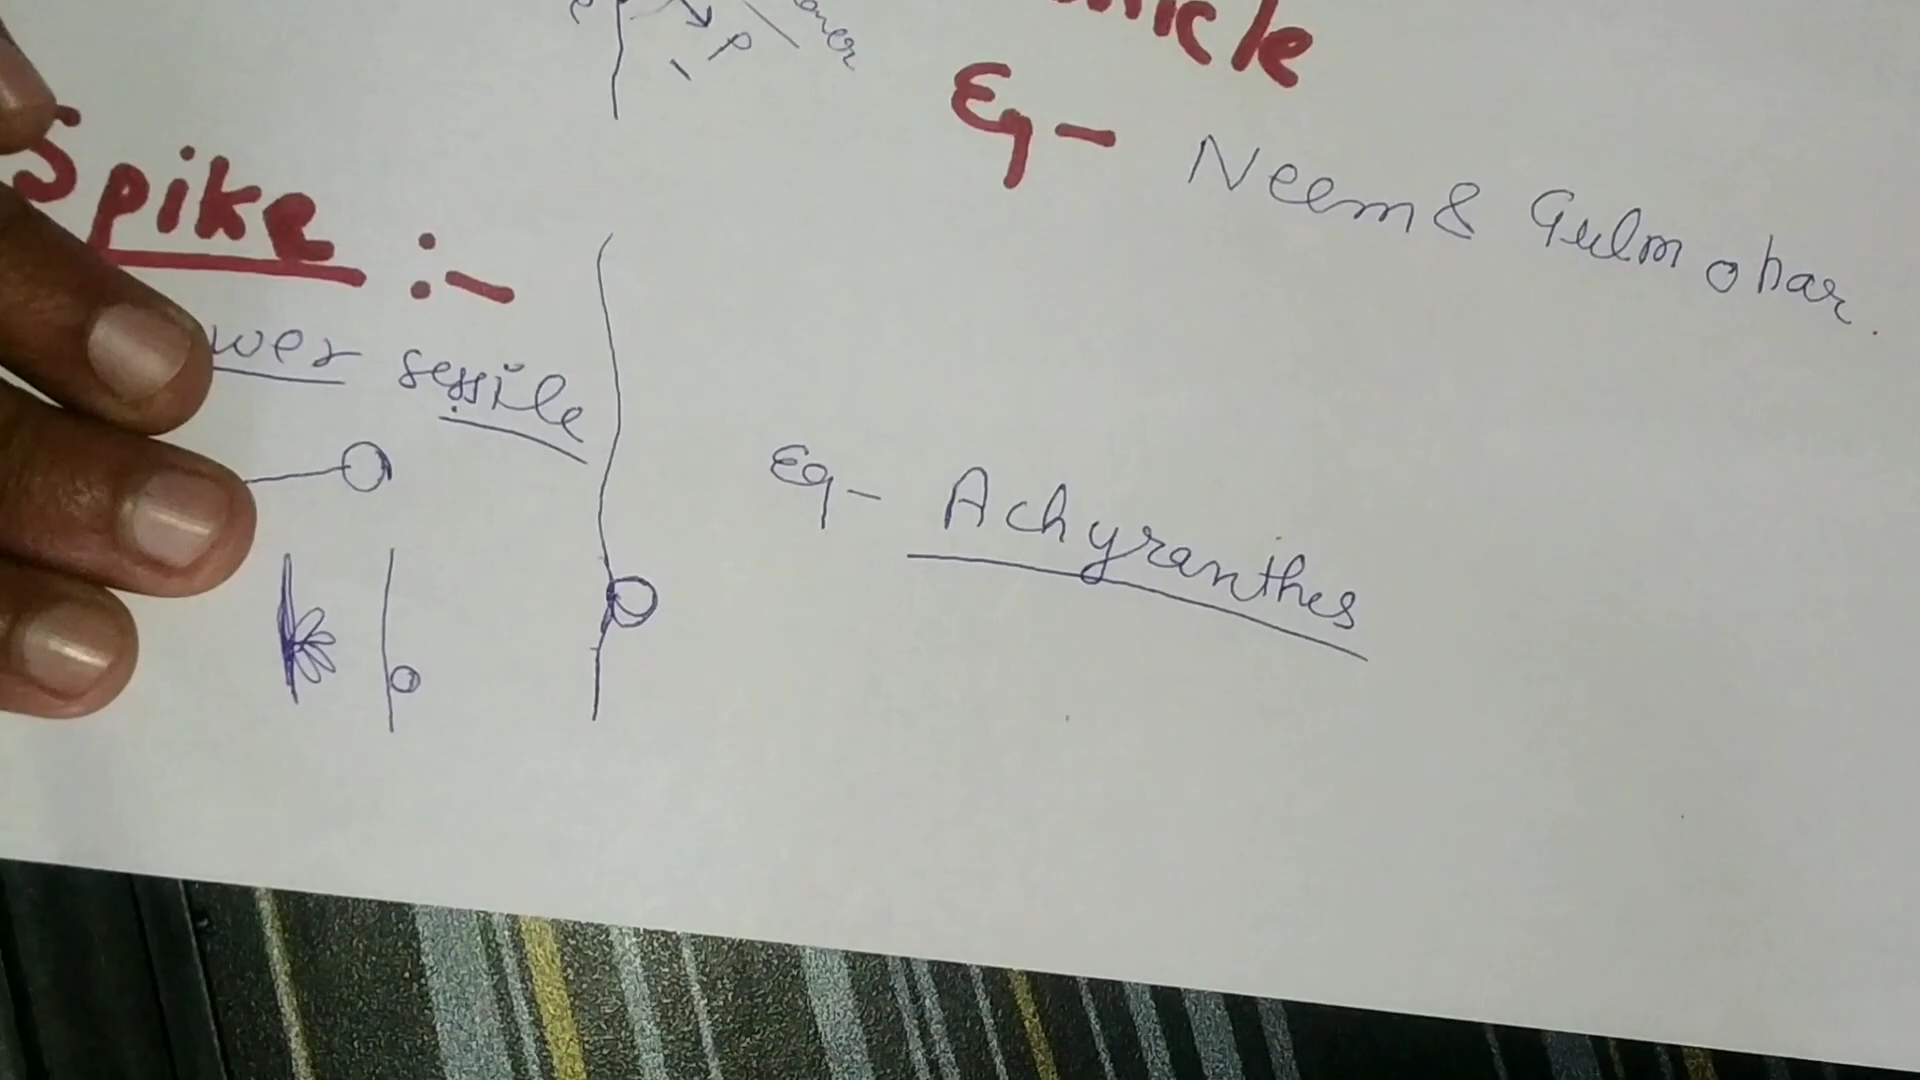 P
Eg- Neem & Gulmohar.
Spike :-
sessile
Eg- Achyranthes